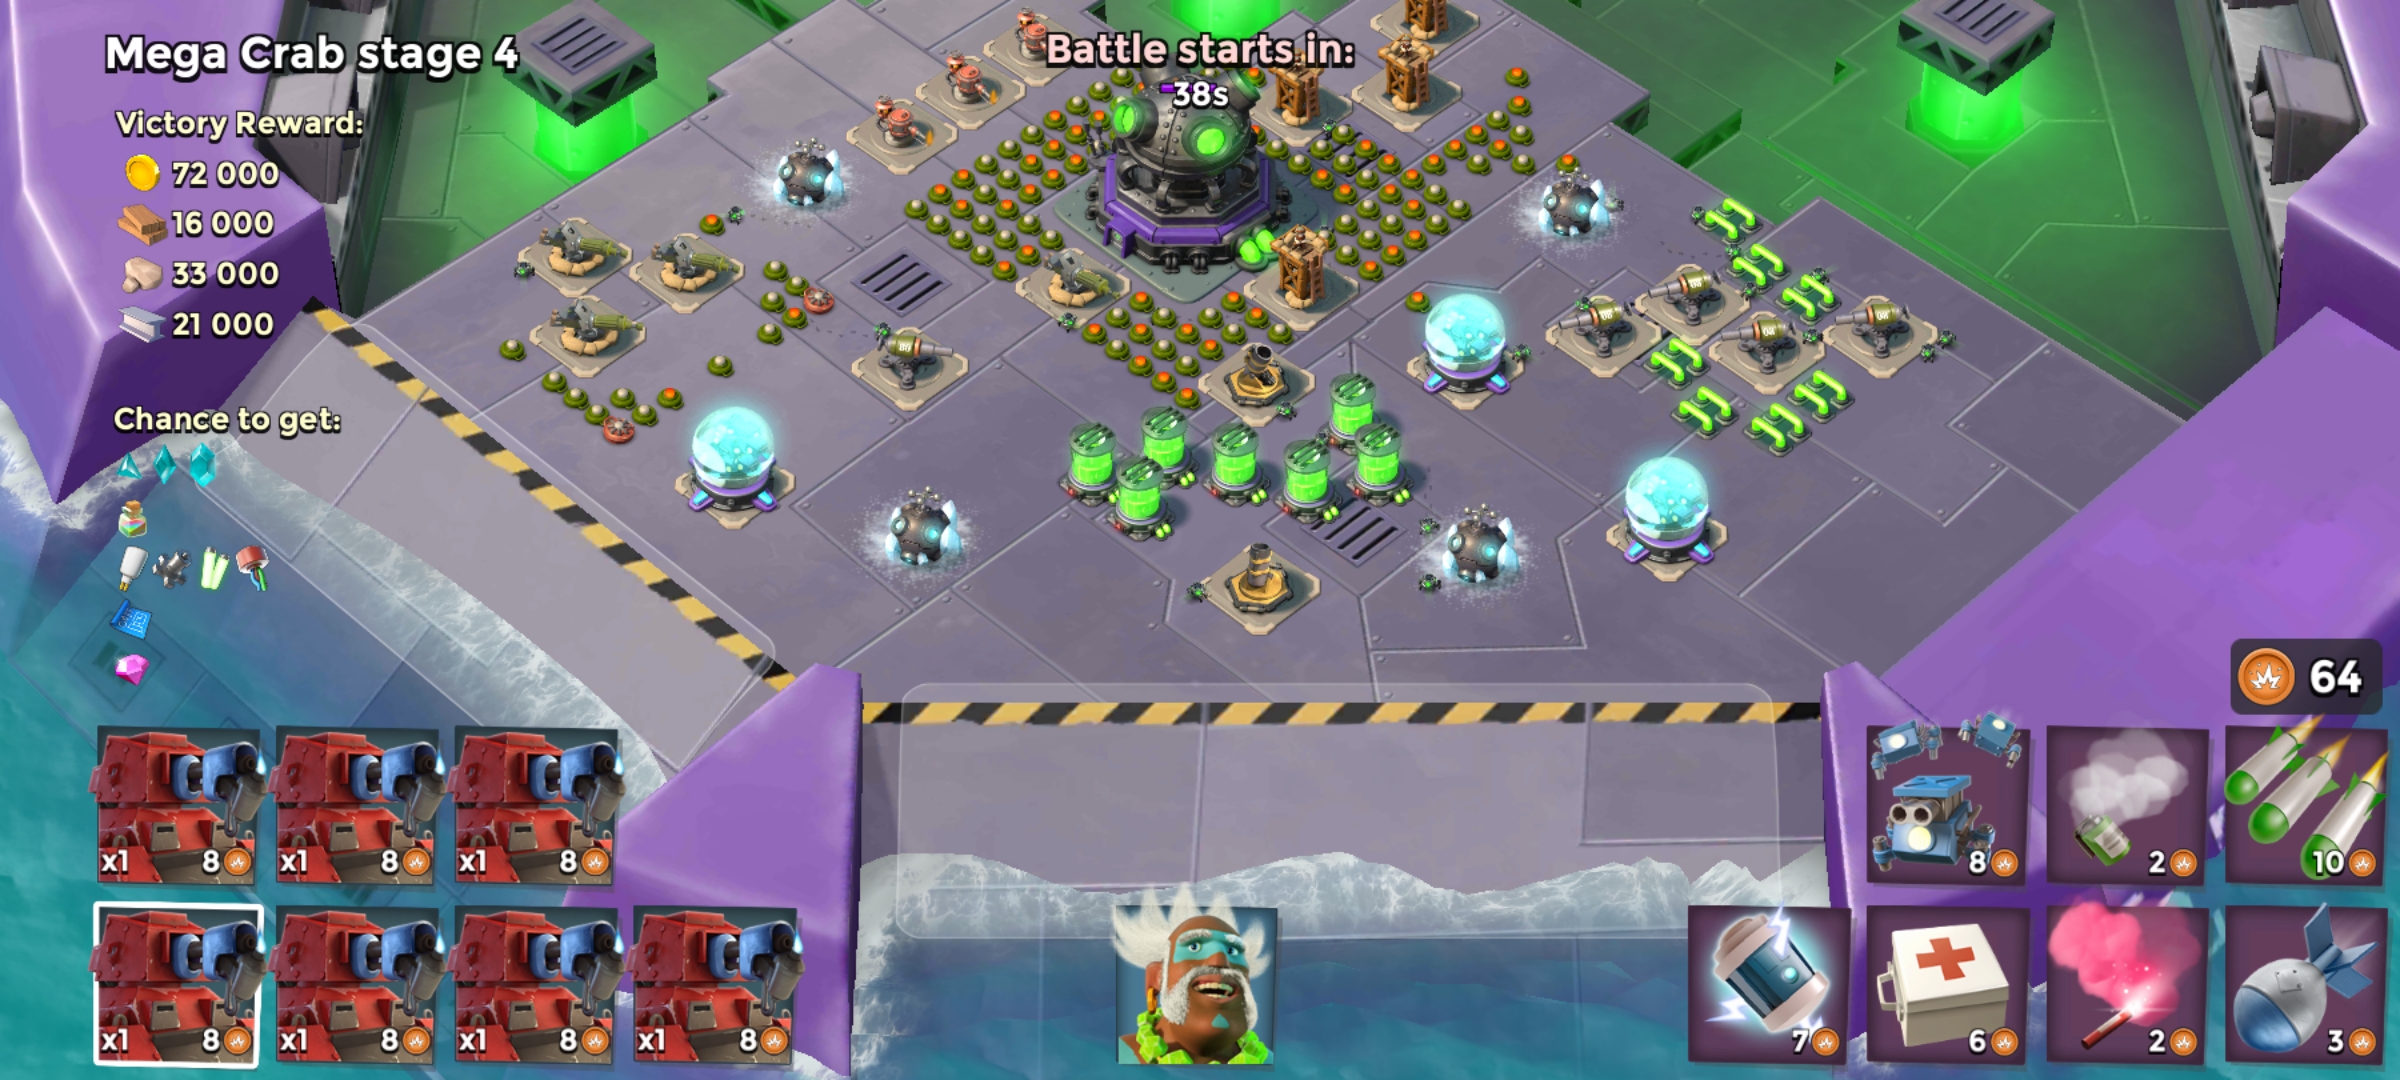 Mega Crab stage 4
Battle starts in:
38s
Victory Reward:
72 000
16 000
33 000
21 000
Chance to get:
64
x1 8
x1 8
x1 8
8
2
10
x1 8
x1 8
x1 8
x1 8
7
6
2
3